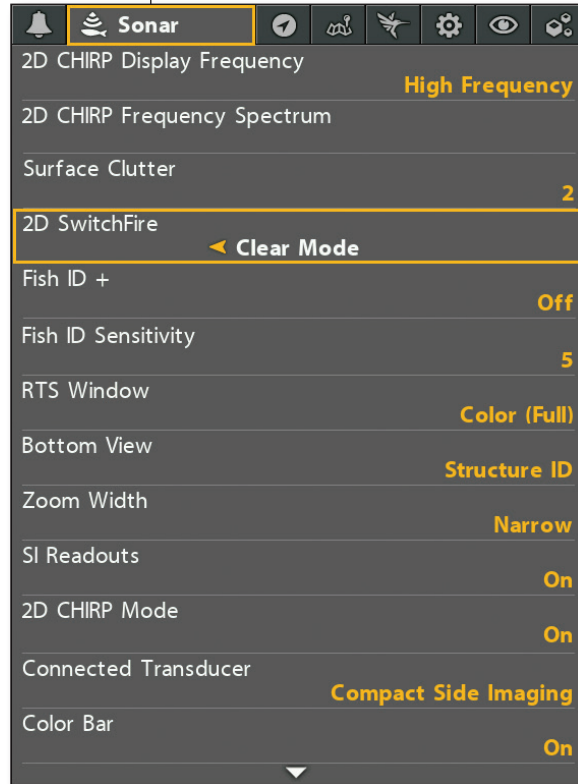 Sonar
2D CHIRP Display Frequency
High Frequency
2D CHIRP Frequency Spectrum
Surface Clutter
2
2D SwitchFire
Clear Mode
Fish ID +
Off
Fish ID Sensitivity
5
RTS Window
Color (Full)
Bottom View
Structure ID
Zoom Width
Narrow
SI Readouts
On
2D CHIRP Mode
On
Connected Transducer
Compact Side Imaging
Color Bar
On